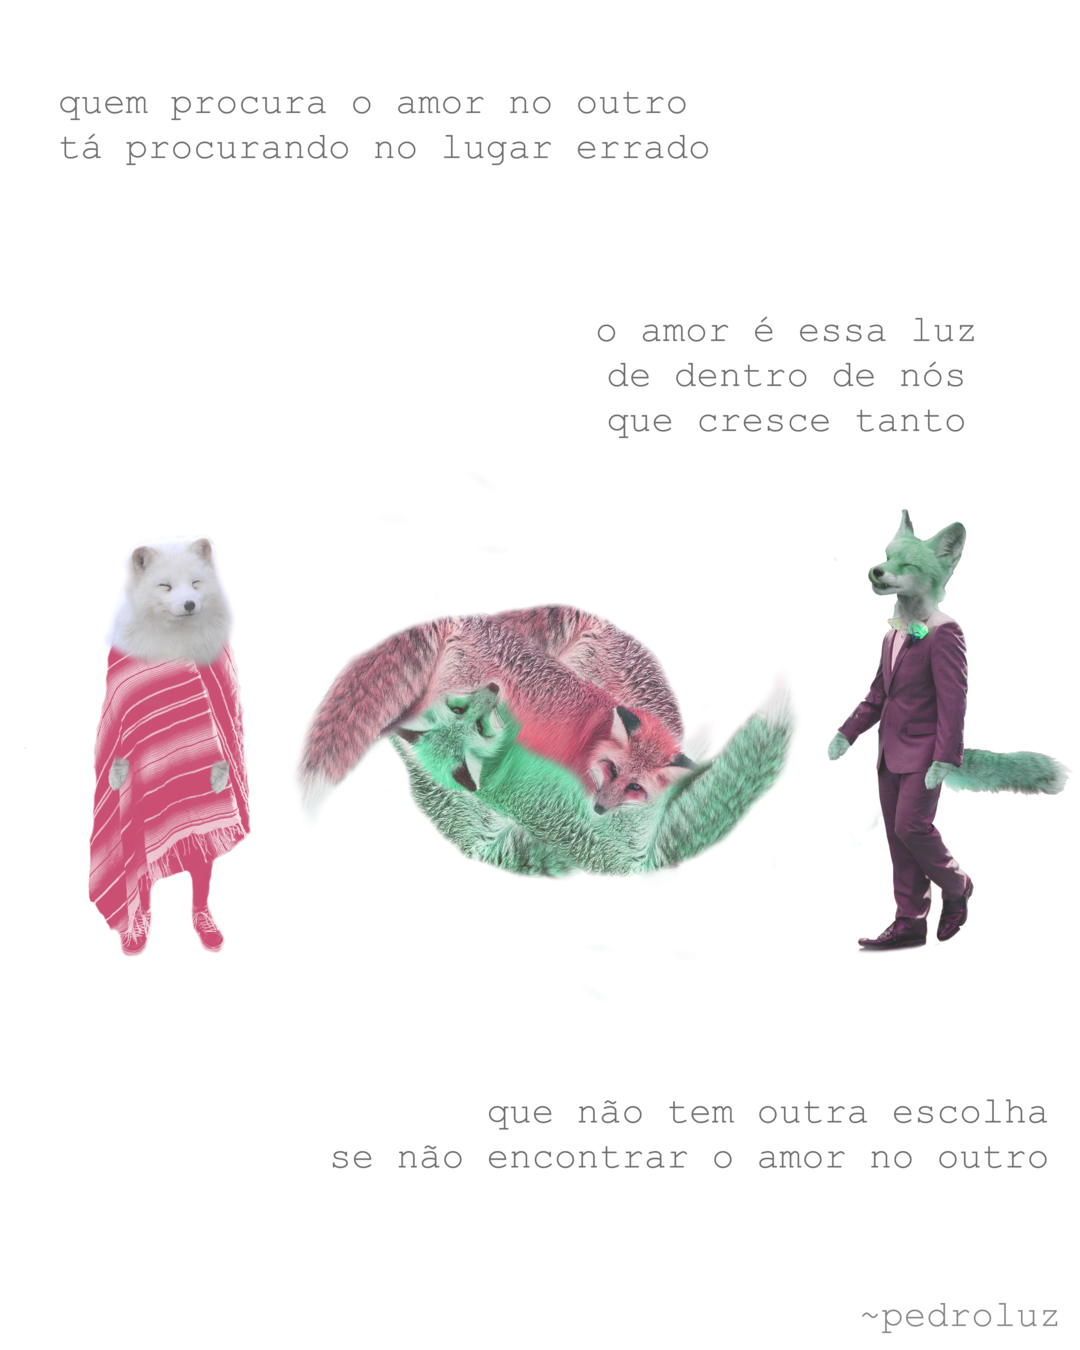 quem procura o amor no outro
tá procurando no lugar errado
o amor é essa luz
de dentro de nós
que cresce tanto
que não tem outra escolha
se não encontrar o amor no outro
~pedroluz